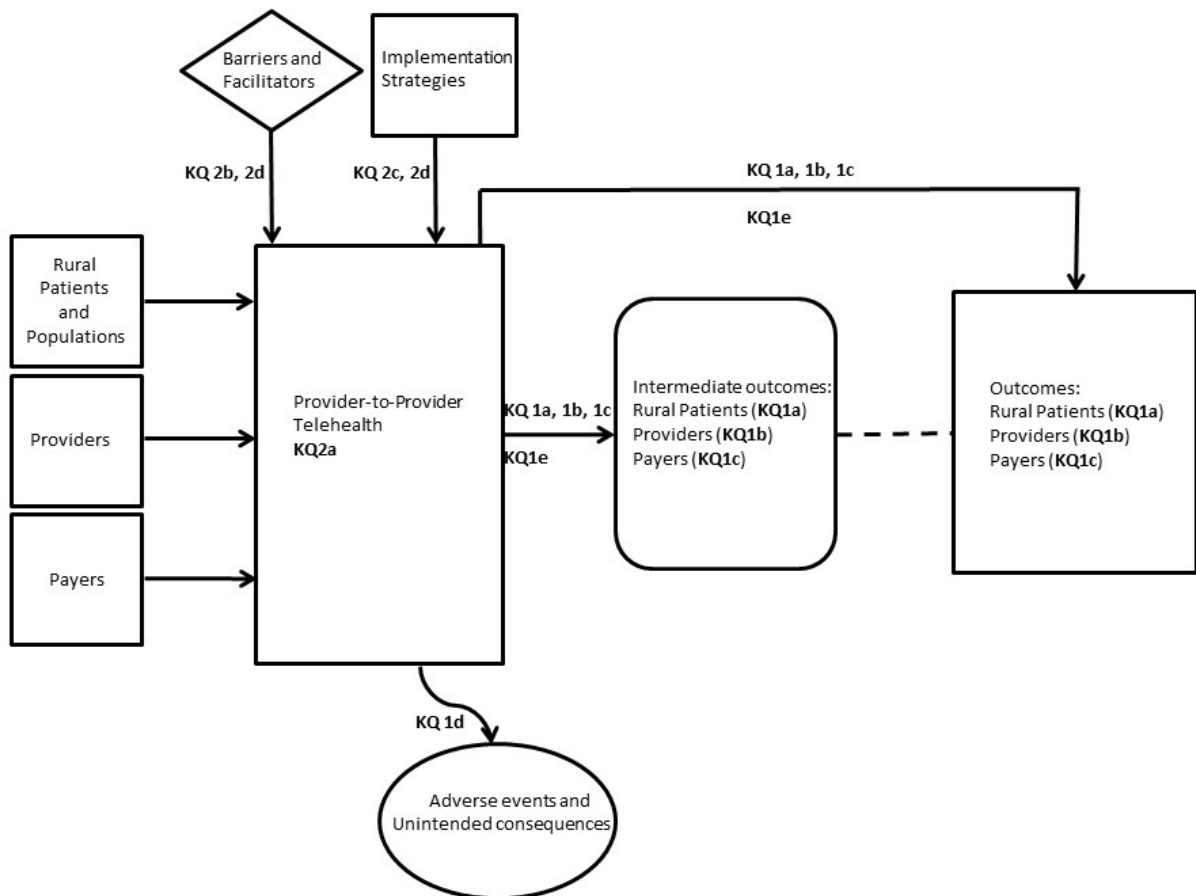 Barriers and
Facilitators
Implementation
Strategies
KQ 2b, 2d
KQ 2c, 2d
KQ 1a, 1b, 1c
KQ1e
Rural
Patients
and
Populations
Providers
Payers
Provider-to-Provider
Telehealth
KQ2a
KQ 1a, 1b, 1c
KQ1e
Intermediate outcomes:
Rural Patients (KQ1a)
Providers (KQ1b)
Payers (KQ1c)
Outcomes:
Rural Patients (KQ1a)
Providers (KQ1b)
Payers (KQ1c)
KQ 1d
Adverse events and
Unintended consequences